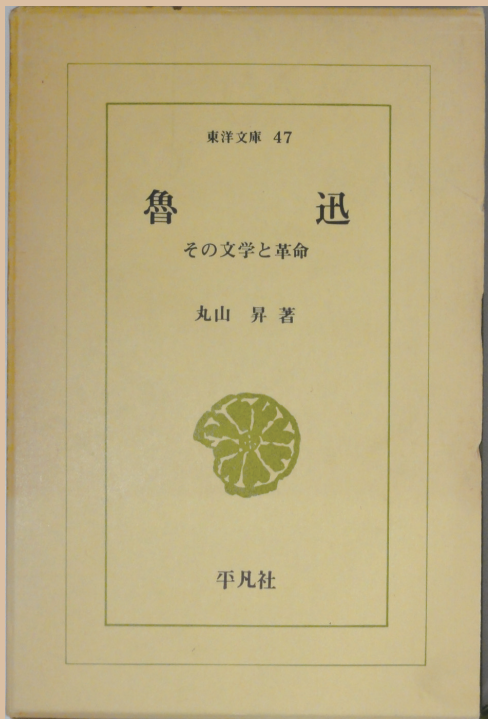 東洋文庫 47
魯 迅
その文学と革命
丸山 昇 著
平凡社